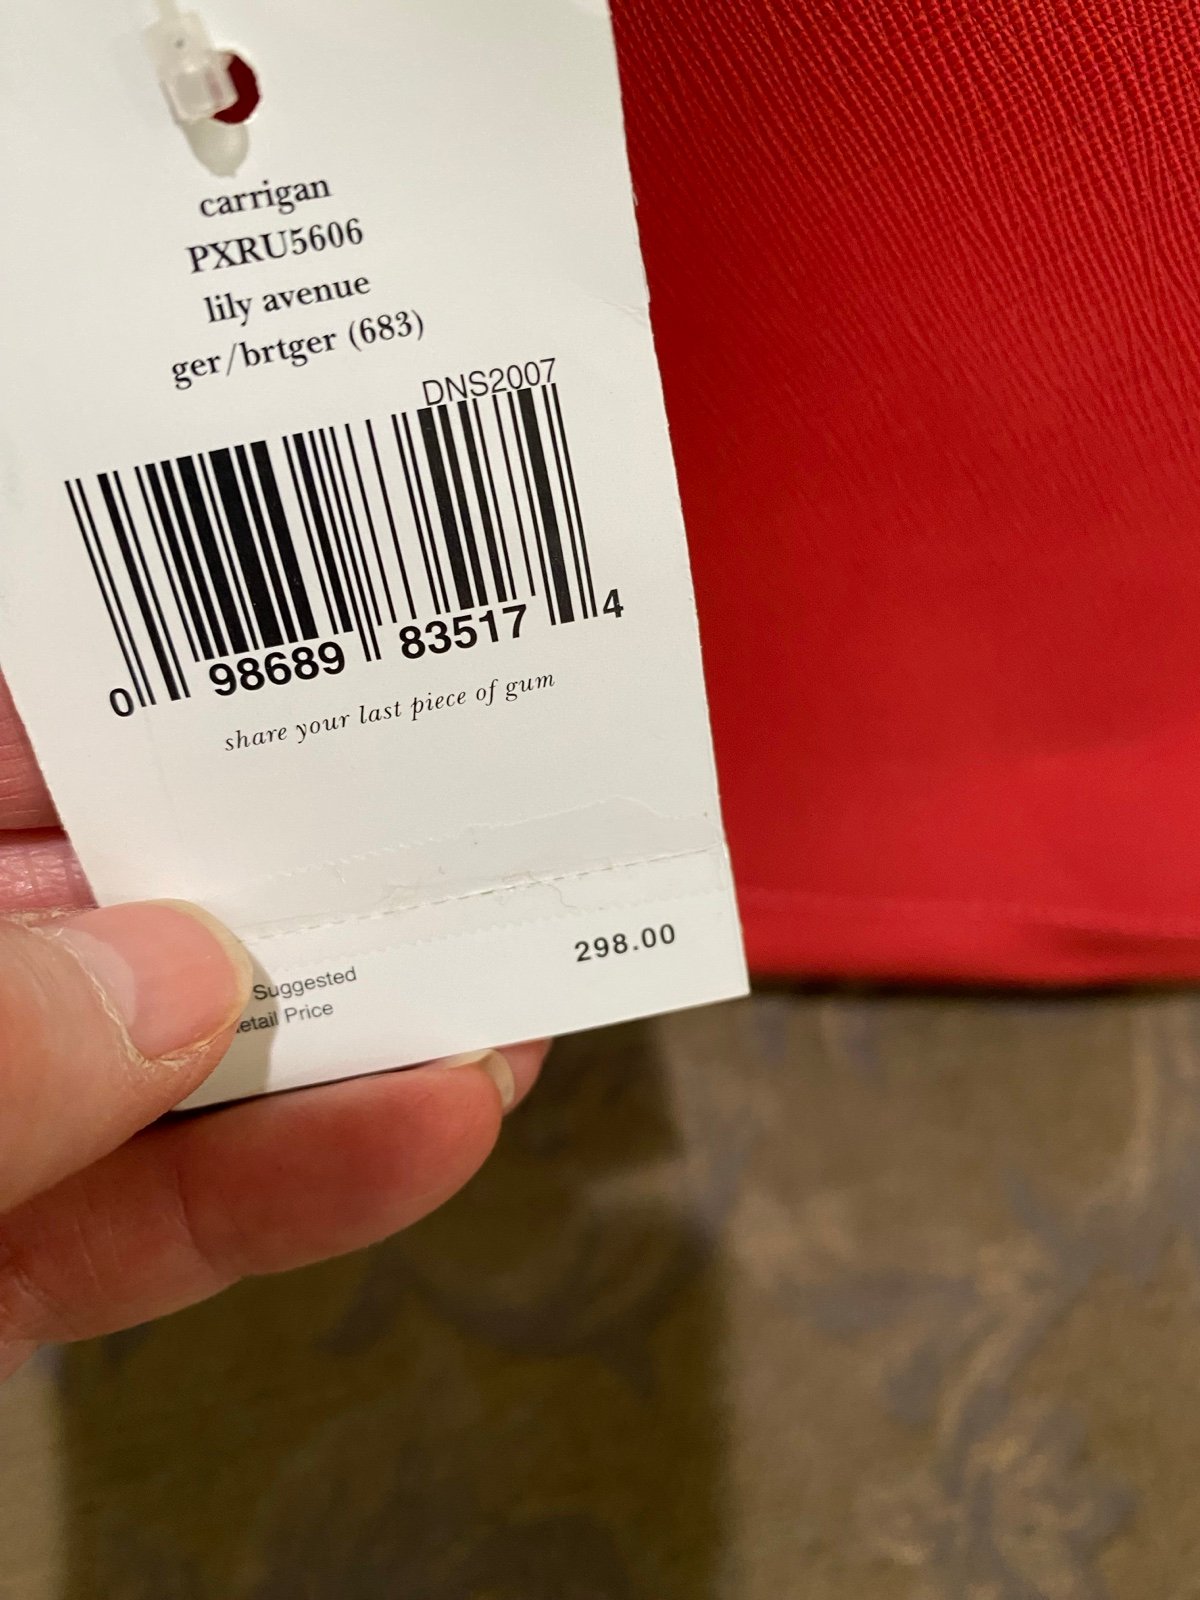 carrigan
PXRU5606
lily avenue
ger/brtger (683)
DNS2007
0 98689 83517 4
share your last piece of gum
Suggested
etail Price
298.00